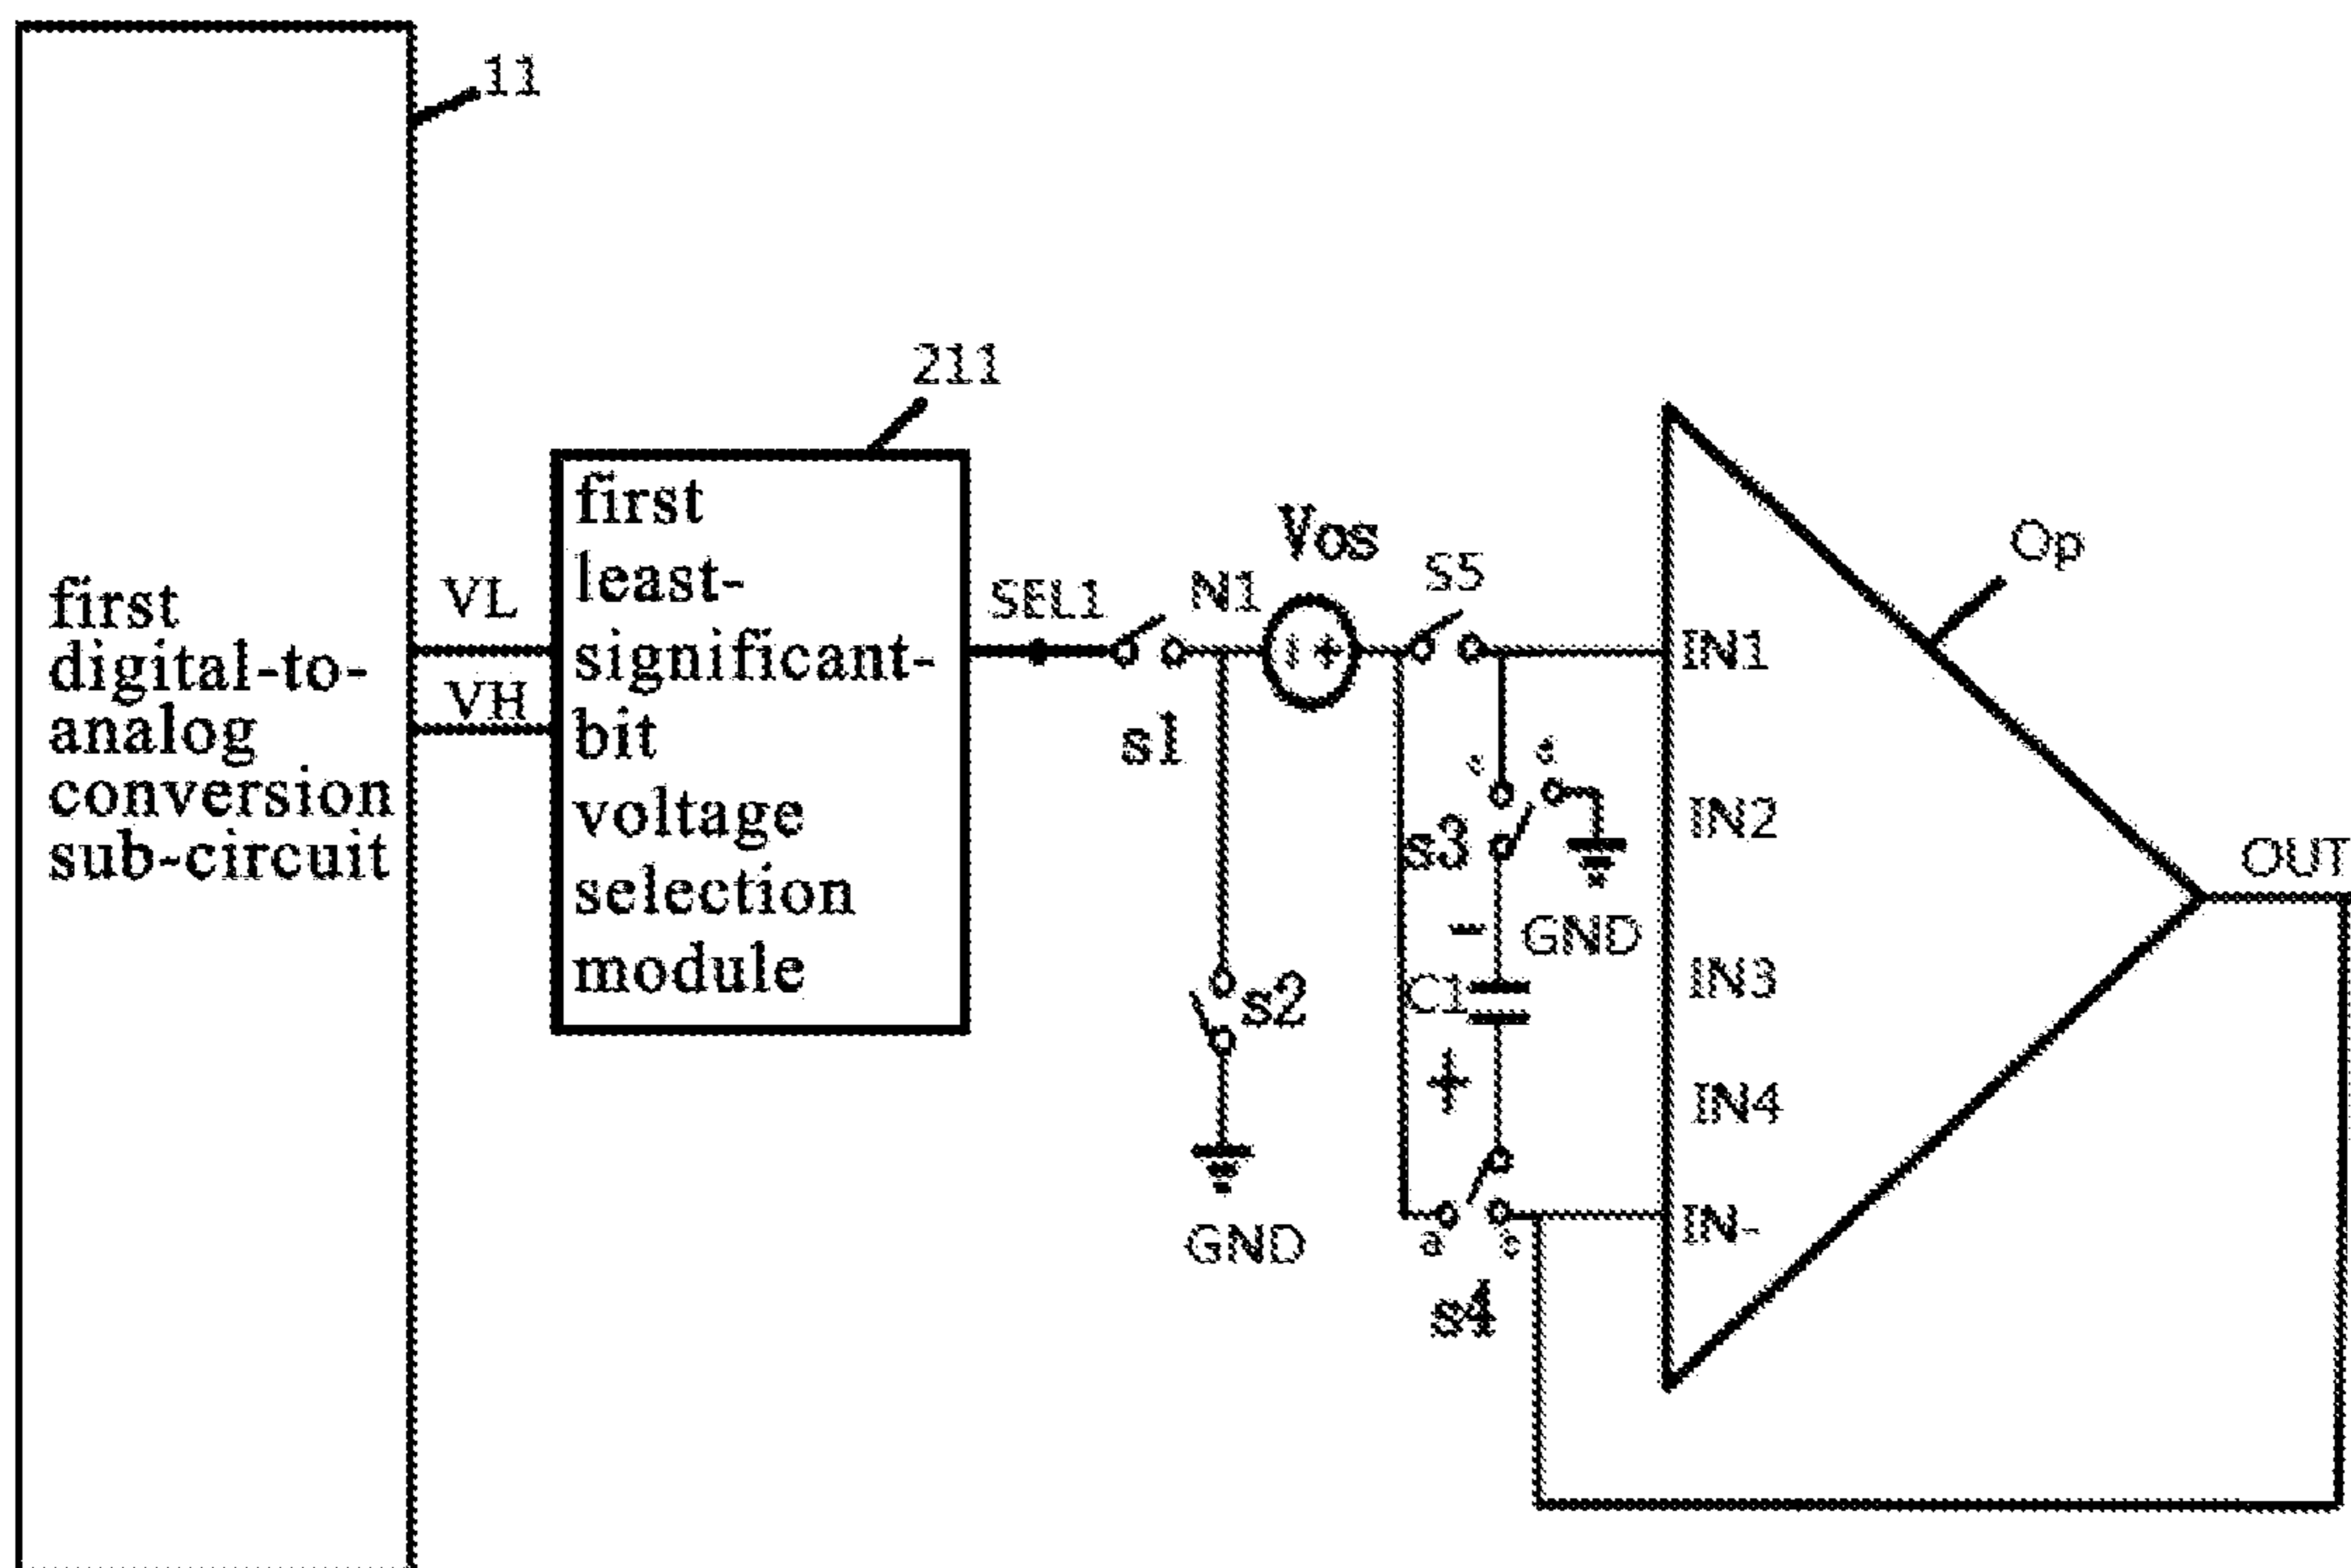 11
first
digital-to-
analog
conversion
sub-circuit
VL
VH
211
first
least-
significant-
bit
voltage
selection
module
SEL1
s1
N1
Vos
S5
s2
GND
s3
GND
-
C1
+
a
s4
Op
IN1
IN2
IN3
IN4
IN-
OUT